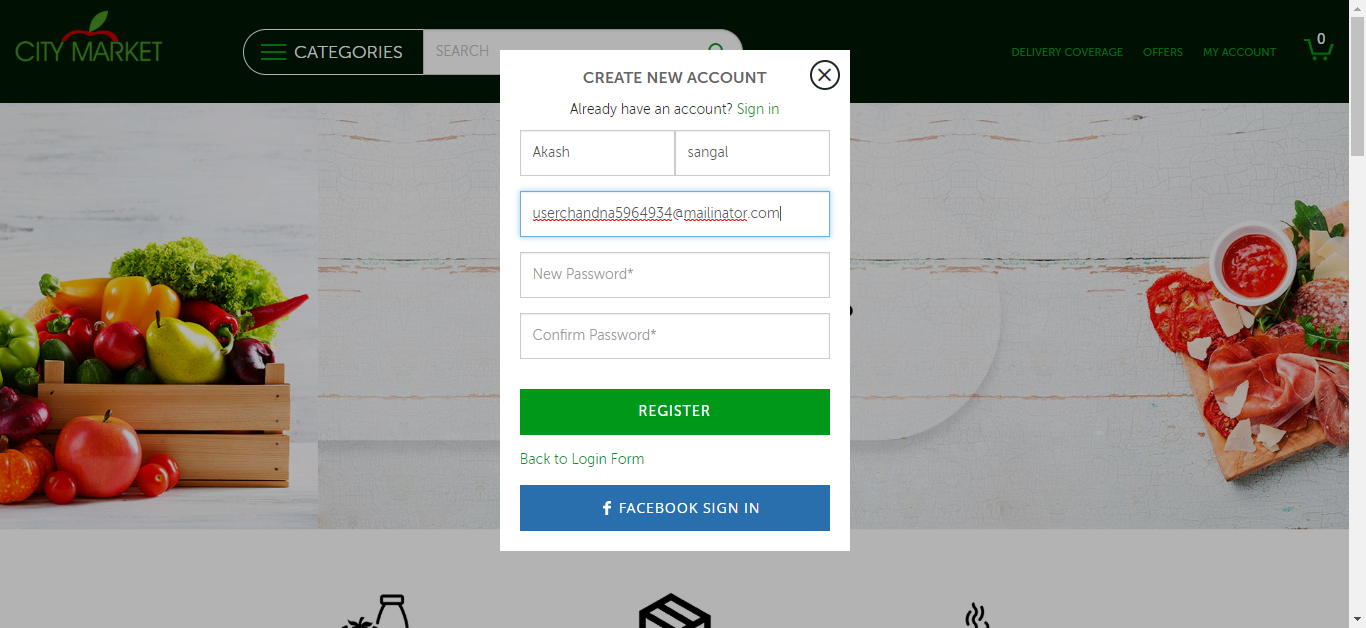 CITY MARKET
CATEGORIES
SEARCH
DELIVERY COVERAGE
OFFERS
MY ACCOUNT
0
CREATE NEW ACCOUNT
Already have an account? Sign in
Akash
sangal
userchandna5964934@mailinator.com
New Password*
Confirm Password*
REGISTER
Back to Login Form
f FACEBOOK SIGN IN